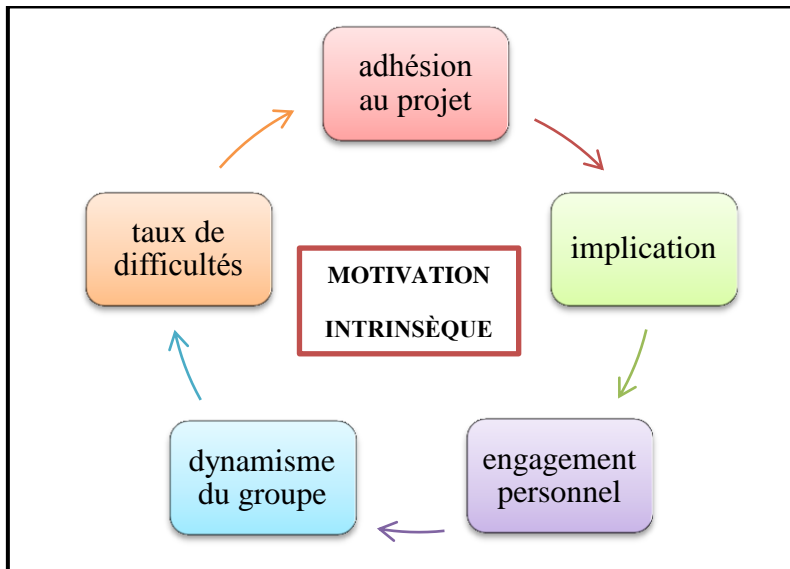 adhésion
au projet
implication
engagement
personnel
dynamisme
du groupe
taux de
difficultés
MOTIVATION
INTRINSÈQUE